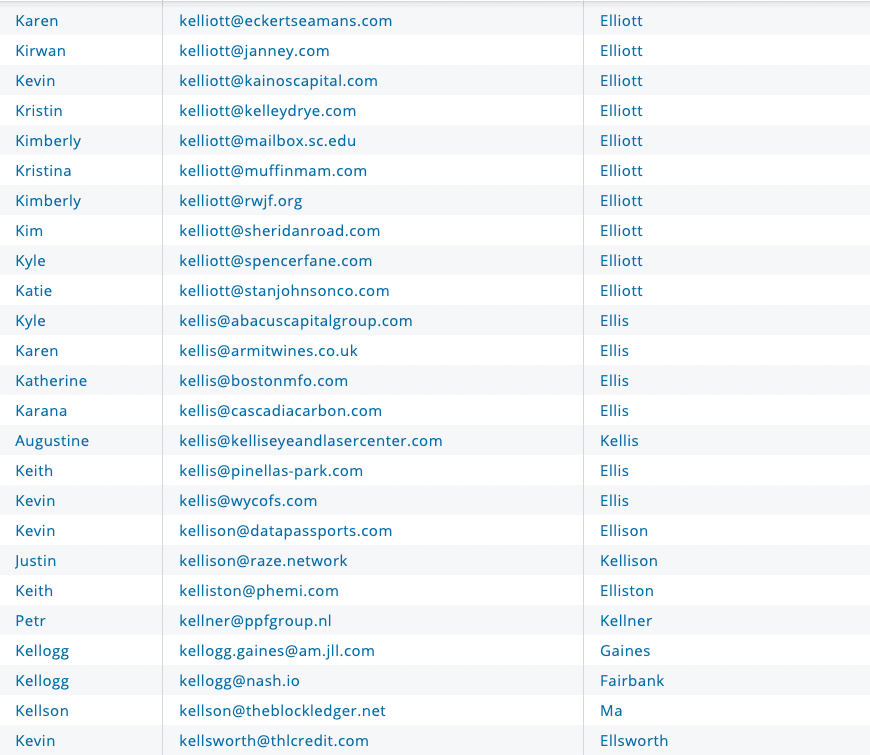 Karen kelliott@eckertseamans.com Elliott
Kirwan kelliott@janney.com Elliott
Kevin kelliott@kainoscapital.com Elliott
Kristin kelliott@kelleydrye.com Elliott
Kimberly kelliott@mailbox.sc.edu Elliott
Kristina kelliott@muffinmam.com Elliott
Kimberly kelliott@rwjf.org Elliott
Kim kelliott@sheridanroad.com Elliott
Kyle kelliott@spencerfane.com Elliott
Katie kelliott@stanjohnsonco.com Elliott
Kyle kellis@abacuscapitalgroup.com Ellis
Karen kellis@armitwines.co.uk Ellis
Katherine kellis@bostonmfo.com Ellis
Karana kellis@cascadiacarbon.com Ellis
Augustine kellis@kelliseyeandlasercenter.com Kellis
Keith kellis@pinellas-park.com Ellis
Kevin kellis@wycofs.com Ellis
Kevin kellison@datapassports.com Ellison
Justin kellison@raze.network Kellison
Keith kelliston@phemi.com Elliston
Petr kellner@ppfgroup.nl Kellner
Kellogg kellogg.gaines@am.jll.com Gaines
Kellogg kellogg@nash.io Fairbank
Kellson kellson@theblockledger.net Ma
Kevin kellsworth@thlcredit.com Ellsworth